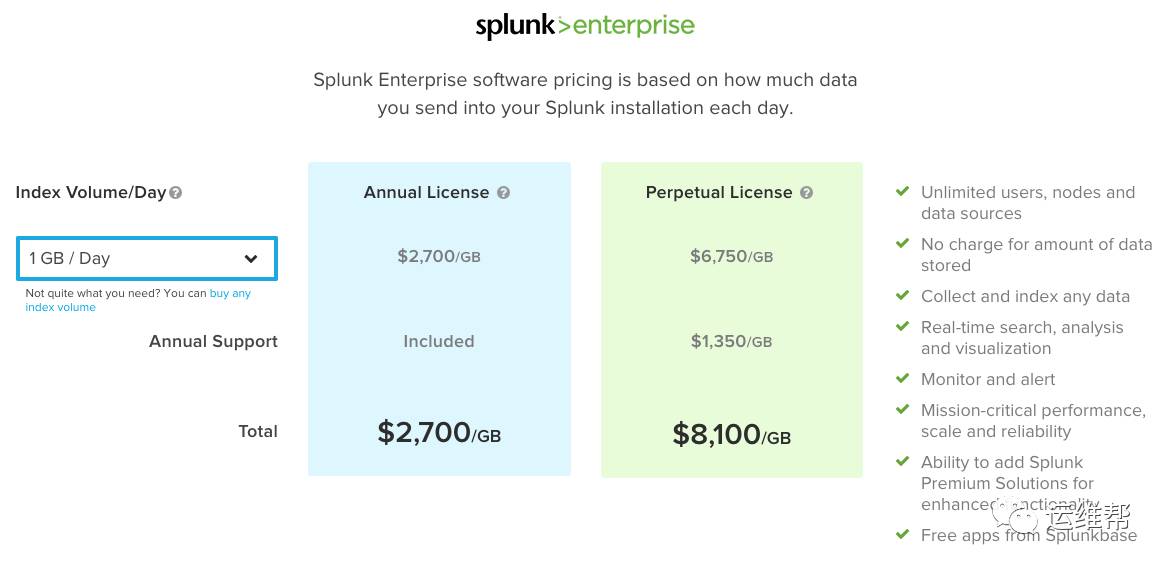 splunk>enterprise
Splunk Enterprise software pricing is based on how much data
you send into your Splunk installation each day.
Index Volume/Day
1 GB / Day
Not quite what you need? You can buy any
index volume
Annual Support
Total
Annual License
$2,700/GB
Included
$2,700/GB
Perpetual License
$6,750/GB
$1,350/GB
$8,100/GB
Unlimited users, nodes and
data sources
No charge for amount of data
stored
Collect and index any data
Real-time search, analysis
and visualization
Monitor and alert
Mission-critical performance,
scale and reliability
Ability to add Splunk
Premium Solutions for
enhanced functionality
Free apps from Splunkbase
运维帮